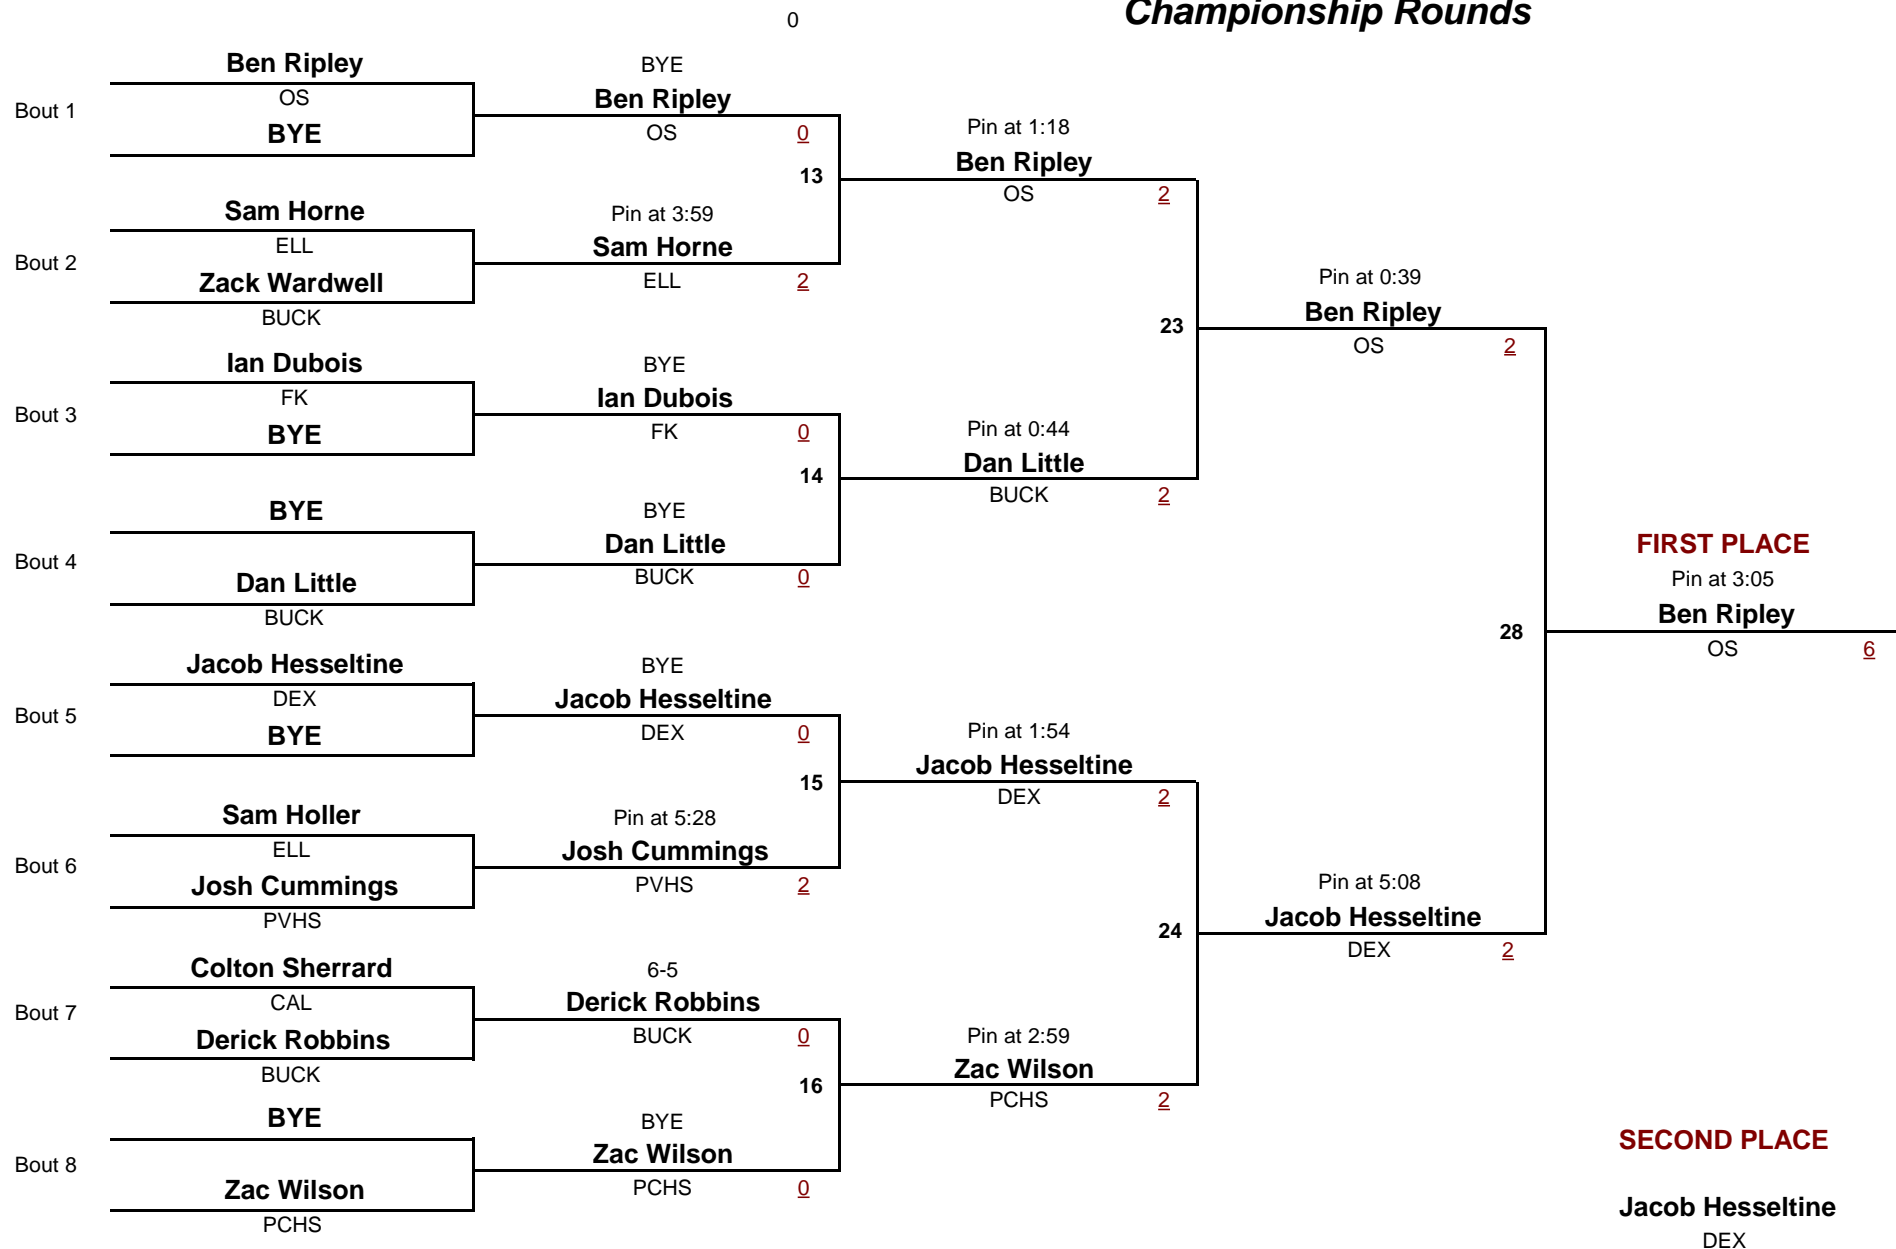 0
Championship Rounds
Bout 1
Ben Ripley
OS
BYE
Bout 2
Sam Horne
ELL
Zack Wardwell
BUCK
Bout 3
Ian Dubois
FK
BYE
Bout 4
BYE
Dan Little
BUCK
Bout 5
Jacob Hesseltine
DEX
BYE
Bout 6
Sam Holler
ELL
Josh Cummings
PVHS
Bout 7
Colton Sherrard
CAL
Derick Robbins
BUCK
Bout 8
BYE
Zac Wilson
PCHS
BYE
Ben Ripley
OS 0
13
Pin at 3:59
Sam Horne
ELL 2
BYE
Ian Dubois
FK 0
14
BYE
Dan Little
BUCK 0
BYE
Jacob Hesseltine
DEX 0
15
Pin at 5:28
Josh Cummings
PVHS 2
6-5
Derick Robbins
BUCK 0
16
BYE
Zac Wilson
PCHS 0
Pin at 1:18
Ben Ripley
OS 2
23
Pin at 0:44
Dan Little
BUCK 2
Pin at 1:54
Jacob Hesseltine
DEX 2
24
Pin at 2:59
Zac Wilson
PCHS 2
Pin at 0:39
Ben Ripley
OS 2
28
Pin at 5:08
Jacob Hesseltine
DEX 2
FIRST PLACE
Pin at 3:05
Ben Ripley
OS 6
SECOND PLACE
Jacob Hesseltine
DEX